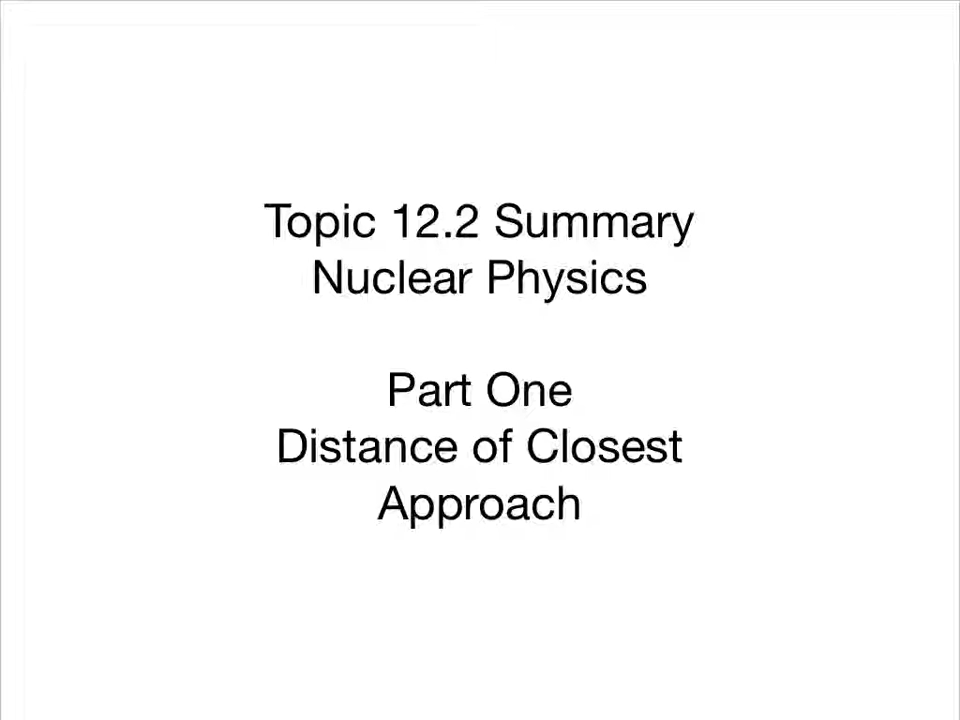 Topic 12.2 Summary
Nuclear Physics
Part One
Distance of Closest
Approach